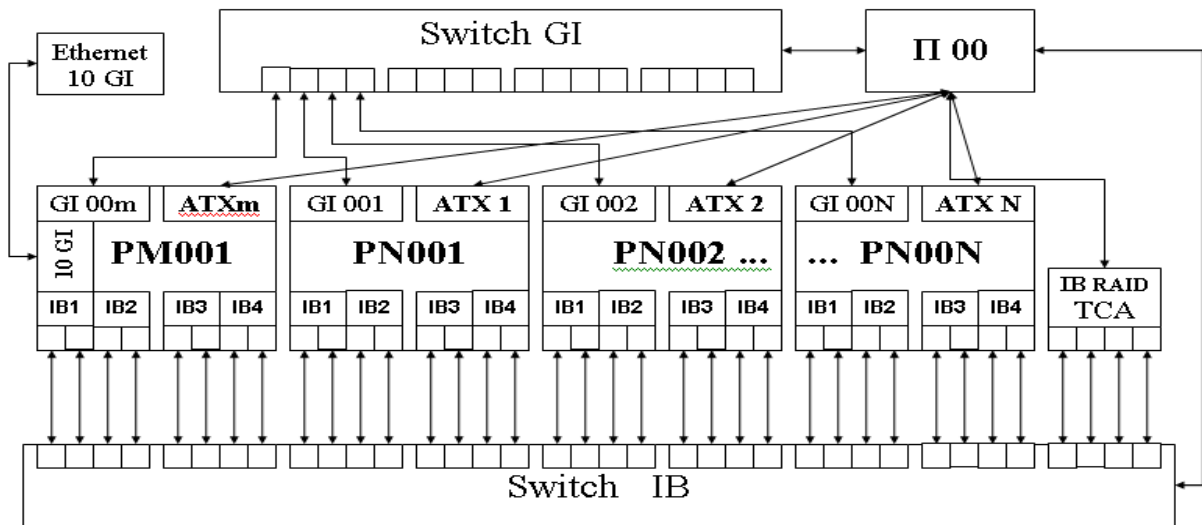 Switch GI
Ethernet
10 GI
П 00
GI 00m
ATXm
GI 001
ATX 1
GI 002
ATX 2
GI 00N
ATX N
10 GI
PM001
PN001
PN002 ...
... PN00N
IB RAID
TCA
IB1 IB2 IB3 IB4
IB1 IB2 IB3 IB4
IB1 IB2 IB3 IB4
IB1 IB2 IB3 IB4
Switch IB